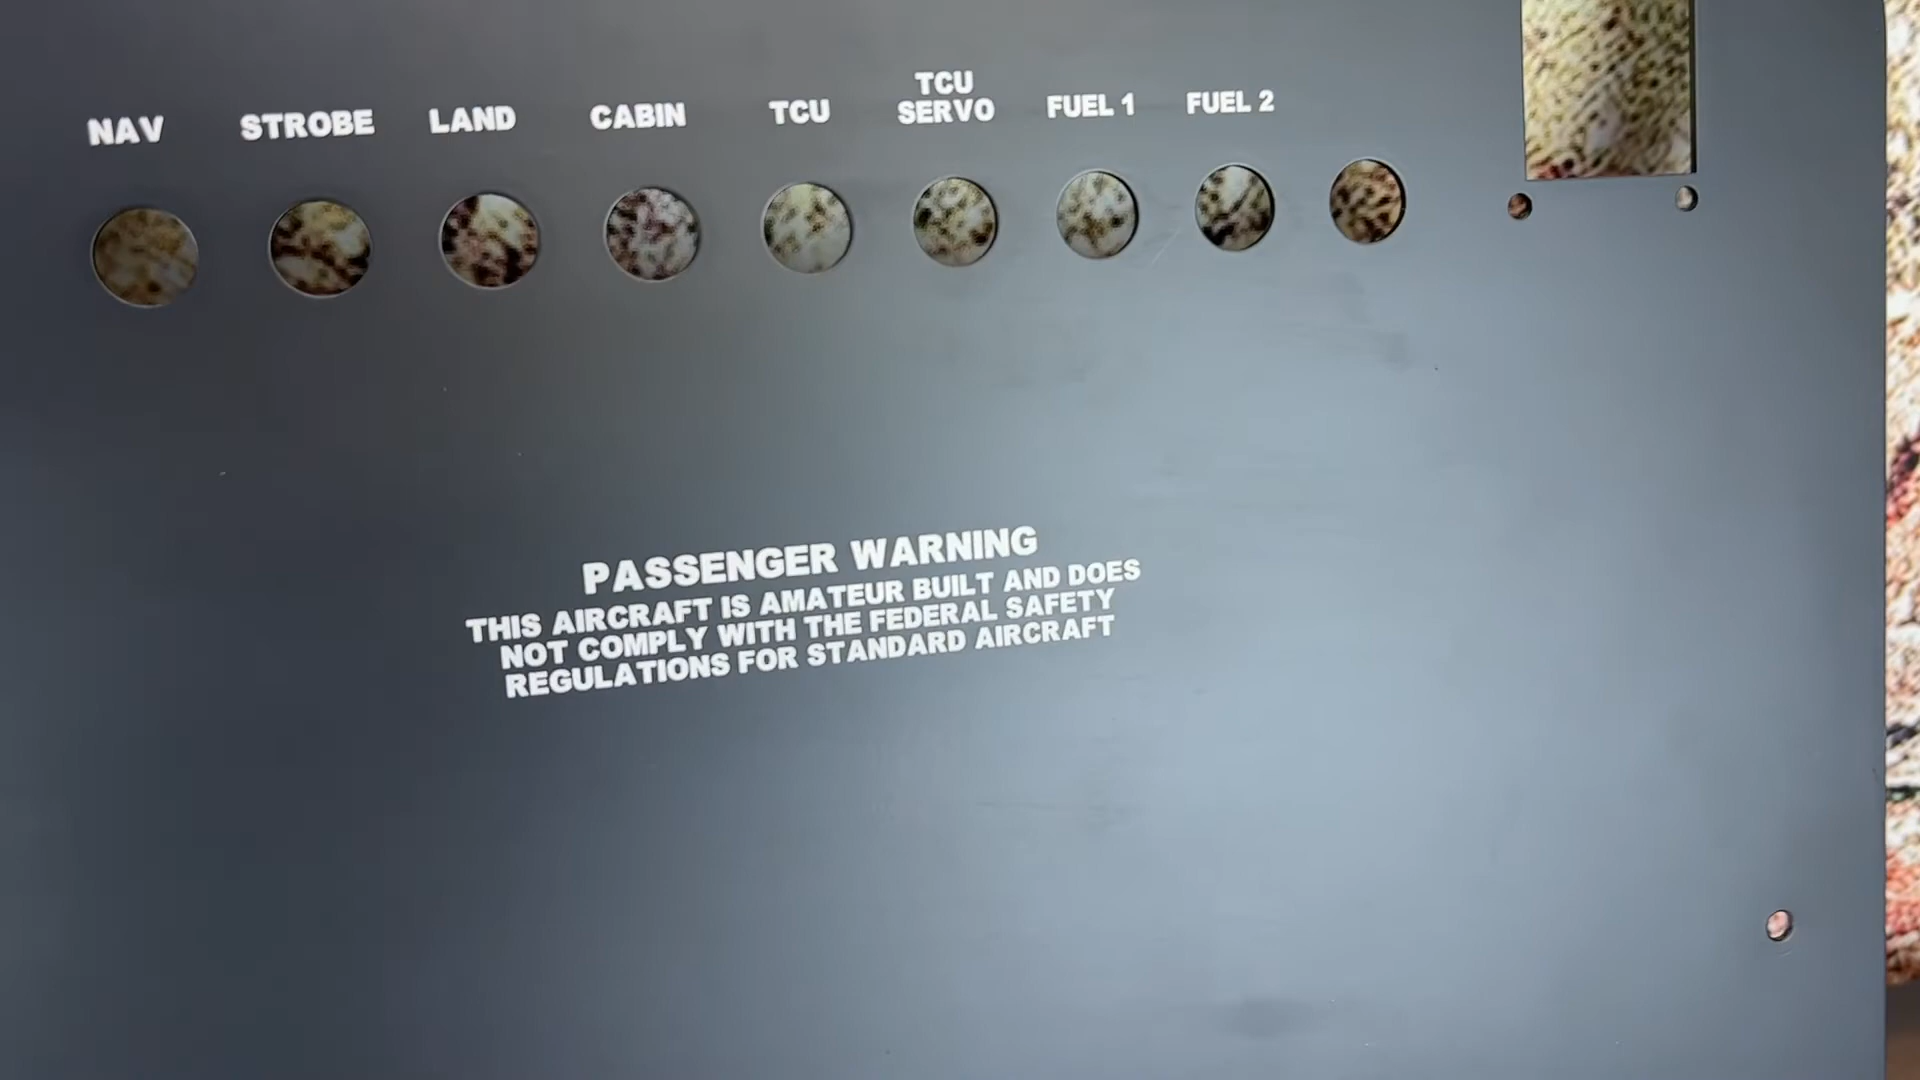 NAV
STROBE
LAND
CABIN
TCU
TCU
SERVO
FUEL 1
FUEL 2
PASSENGER WARNING
THIS AIRCRAFT IS AMATEUR BUILT AND DOES
NOT COMPLY WITH THE FEDERAL SAFETY
REGULATIONS FOR STANDARD AIRCRAFT